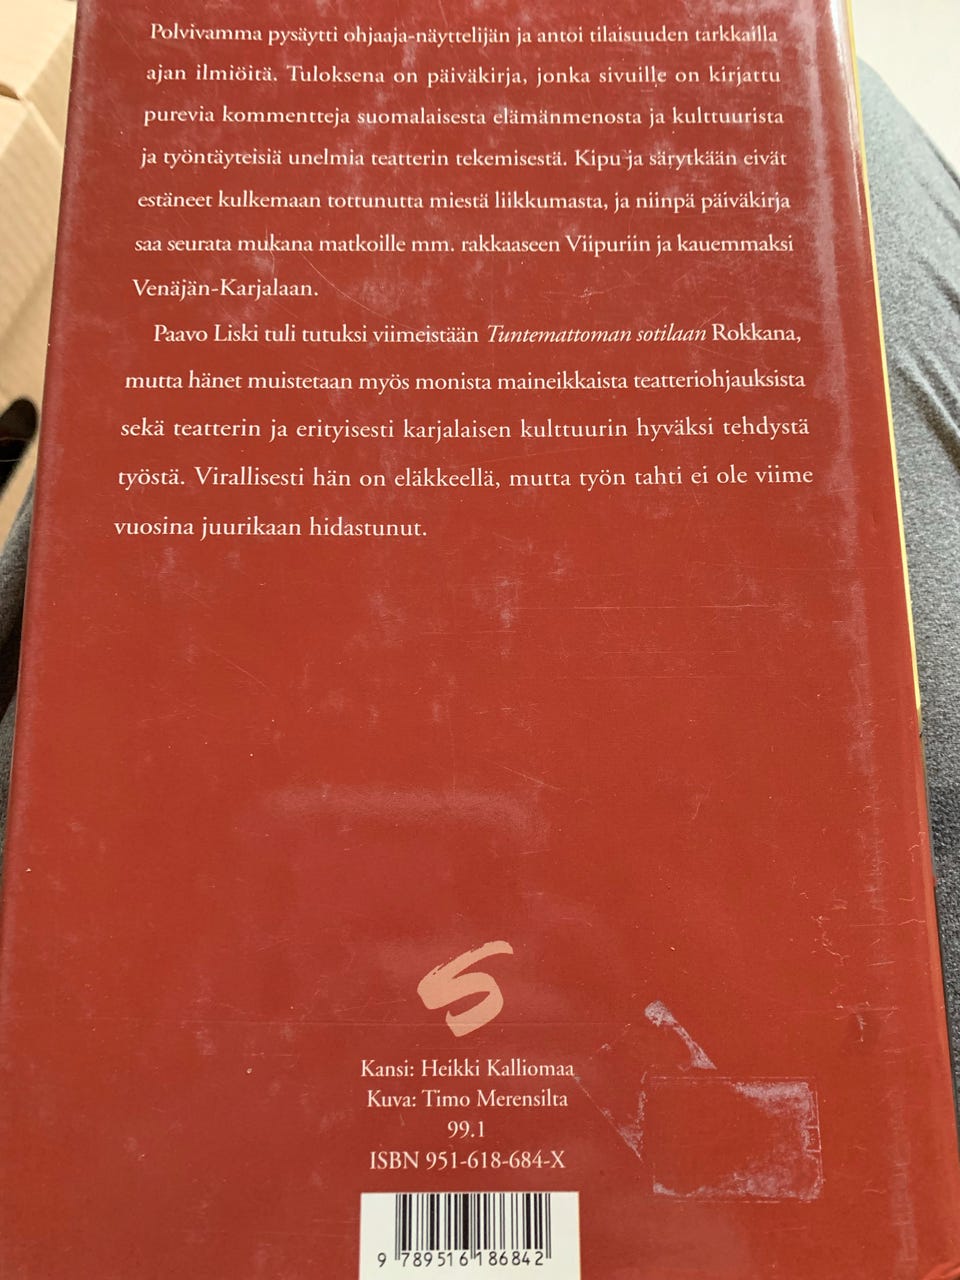 Polvivamma pysäytti ohjaaja-näyttelijän ja antoi tilaisuuden tarkkailla
ajan ilmiöitä. Tuloksena on päiväkirja, jonka sivuille on kirjattu
purevia kommentteja suomalaisesta elämänmenosta ja kulttuurista
ja työntäyteisiä unelmia teatterin tekemisestä. Kipu ja särytkään eivät
estäneet kulkemaan tottunutta miestä liikkumasta, ja niinpä päiväkirja
saa seurata mukana matkoille mm. rakkaaseen Viipuriin ja kauemmaksi
Venäjän-Karjalaan.
Paavo Liski tuli tutuksi viimeistään Tuntemattoman sotilaan Rokkana,
mutta hänet muistetaan myös monista maineikkaista teatteriohjauksista
sekä teatterin ja erityisesti karjalaisen kulttuurin hyväksi tehdystä
työstä. Virallisesti hän on eläkkeellä, mutta työn tahti ei ole viime
vuosina juurikaan hidastunut.
S
Kansi: Heikki Kalliomaa
Kuva: Timo Merensilta
99.1
ISBN 951-618-684-X
9 789516 186842